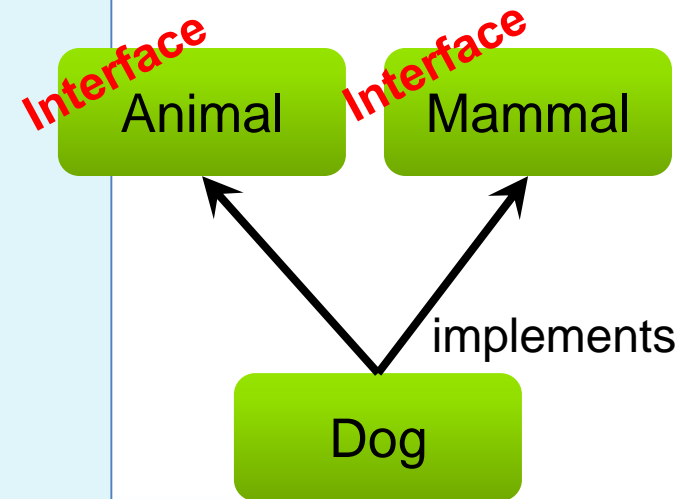 Interface
Animal
Interface
Mammal
implements
Dog